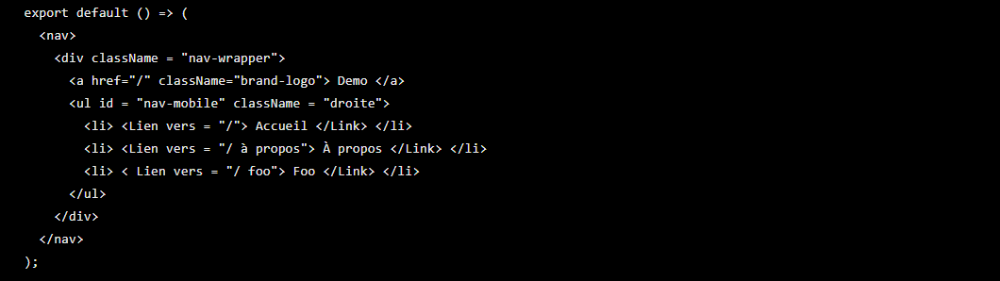 export default () => (
<nav>
<div className = "nav-wrapper">
<a href="/" className="brand-logo"> Demo </a>
<ul id = "nav-mobile" className = "droite">
<li> <Lien vers = "/"> Accueil </Link> </li>
<li> <Lien vers = "/ à propos"> À propos </Link> </li>
<li> < Lien vers = "/ foo"> Foo </Link> </li>
</ul>
</div>
</nav>
);